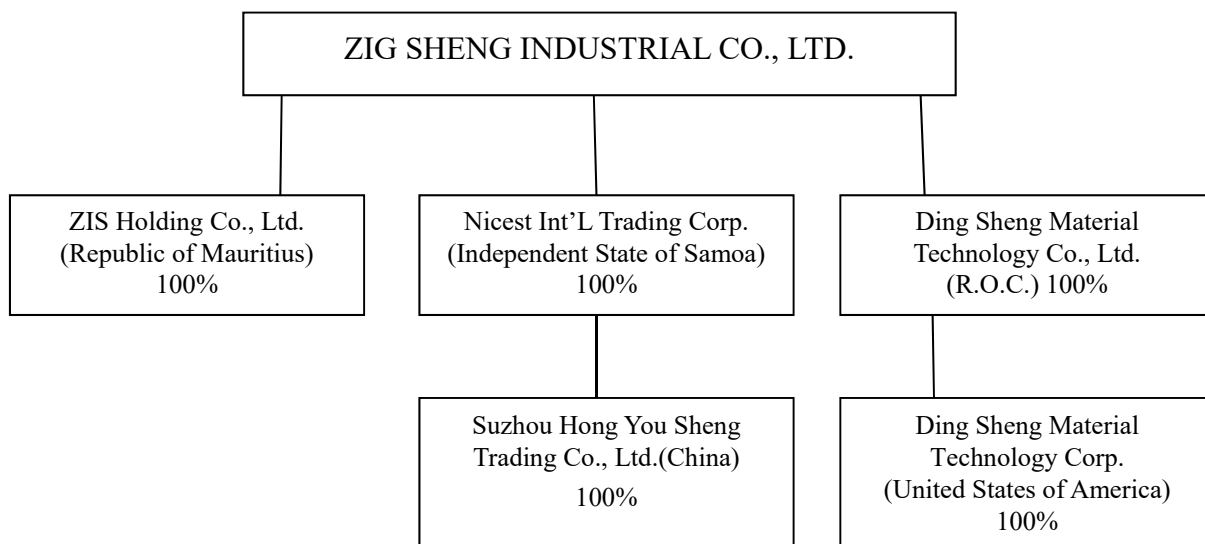 ZIG SHENG INDUSTRIAL CO., LTD.
ZIS Holding Co., Ltd.
(Republic of Mauritius)
100%
Nicest Int’L Trading Corp.
(Independent State of Samoa)
100%
Ding Sheng Material
Technology Co., Ltd.
(R.O.C.) 100%
Suzhou Hong You Sheng
Trading Co., Ltd.(China)
100%
Ding Sheng Material
Technology Corp.
(United States of America)
100%